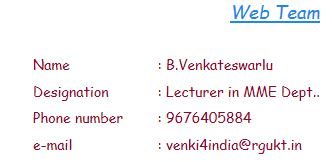 Web Team
Name : B.Venkateswarlu
Designation : Lecturer in MME Dept..
Phone number : 9676405884
e-mail : venki4india@rgukt.in